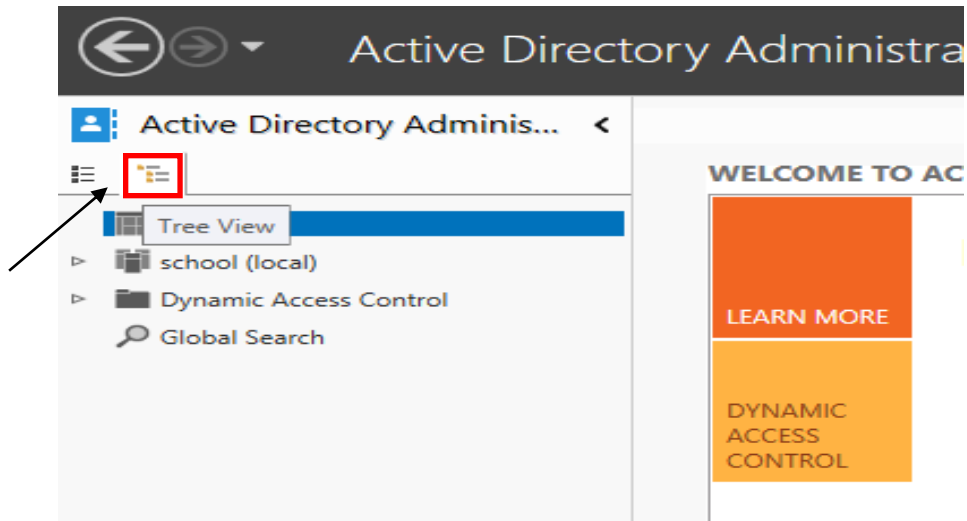 Active Directory Administra
Active Directory Adminis...
Tree View
school (local)
Dynamic Access Control
Global Search
WELCOME TO AC
LEARN MORE
DYNAMIC
ACCESS
CONTROL